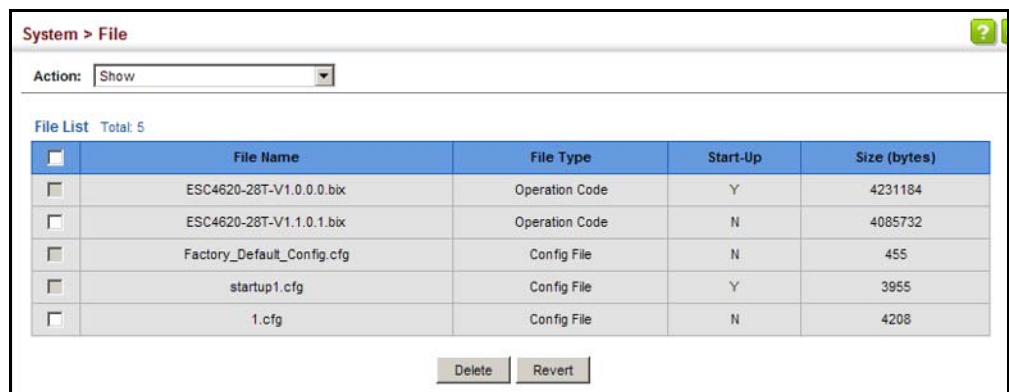 System > File
?
Action: Show
File List Total: 5
File Name File Type Start-Up Size (bytes)
ESC4620-28T-V1.0.0.0.bix Operation Code Y 4231184
ESC4620-28T-V1.1.0.1.bix Operation Code N 4085732
Factory_Default_Config.cfg Config File N 455
startup1.cfg Config File Y 3955
1.cfg Config File N 4208
Delete Revert